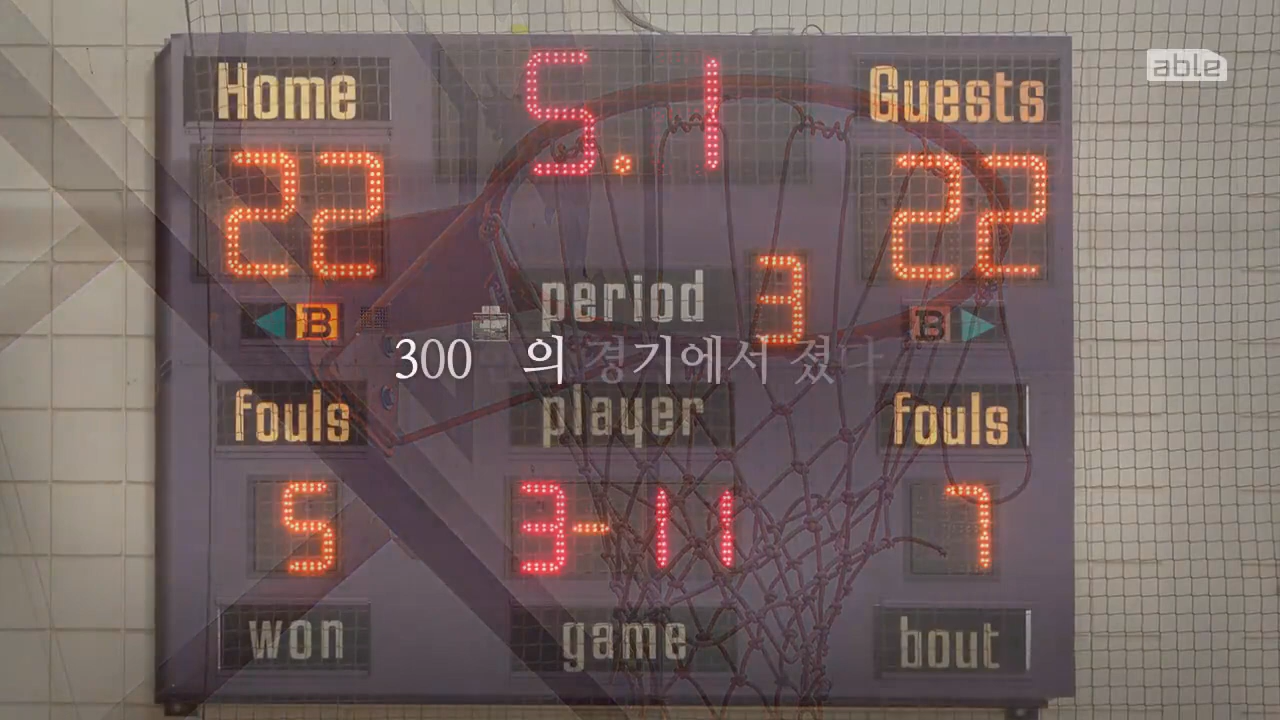 able
Home 5.1 Guests
22 22
period 3
B B
300 의 경기에서 졌다
fouls player fouls
5 3-11 7
won game bout